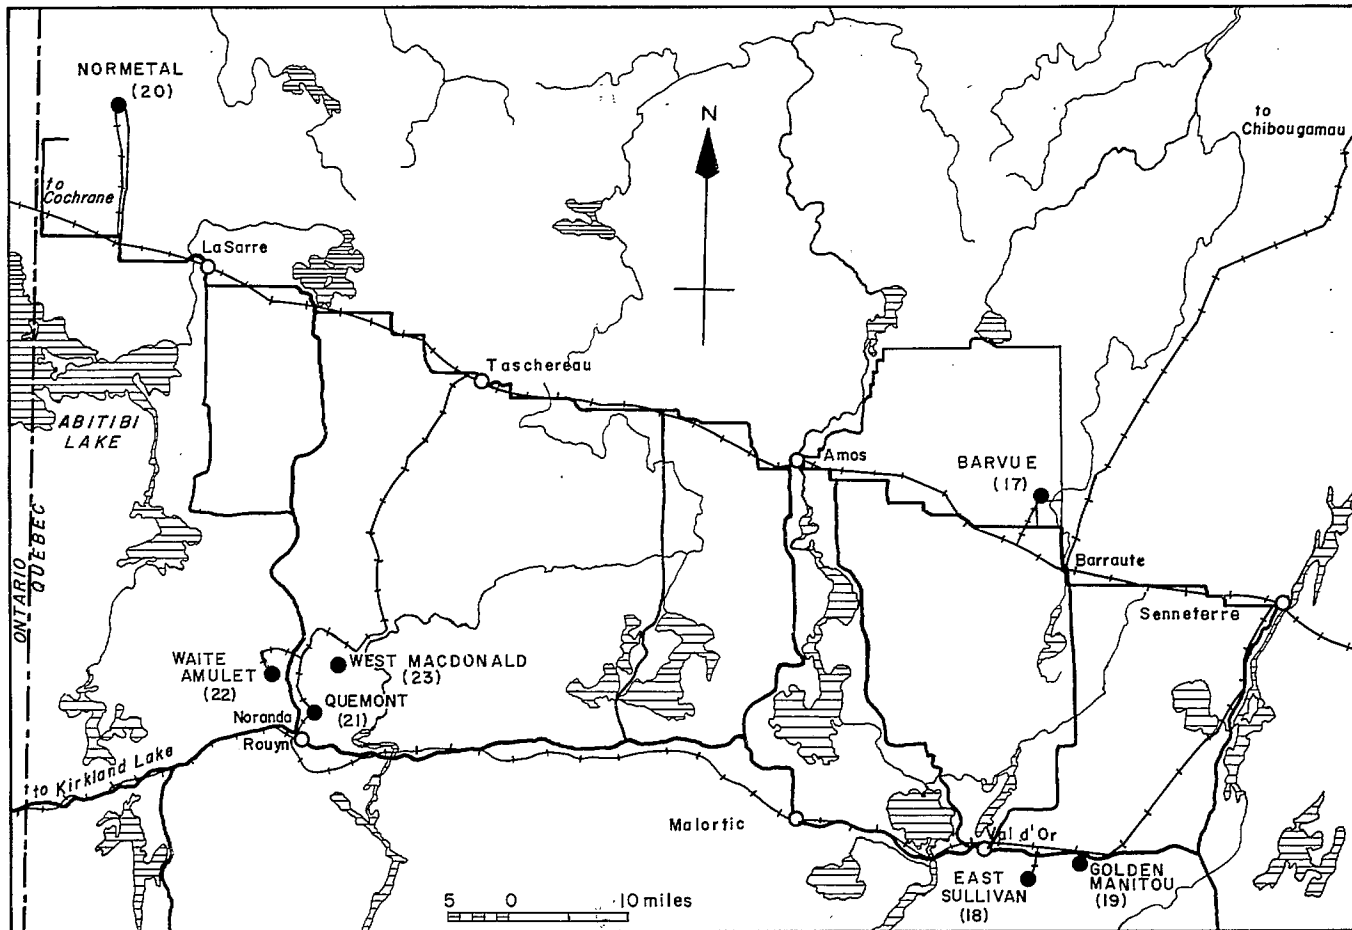 NORMETAL
(20)
N
to
Chibougamau
to
Cochrane
LaSarre
Taschereau
ABITIBI
LAKE
Amos
BARVUE
(17)
ONTARIO
QUEBEC
Barraute
Senneterre
WAITE
AMULET
(22)
WEST MACDONALD
(23)
QUEMONT
(21)
Noranda
Rouyn
to Kirkland Lake
Malartic
Val d'Or
EAST
SULLIVAN
(18)
GOLDEN
MANITOU
(19)
5 0 10 miles